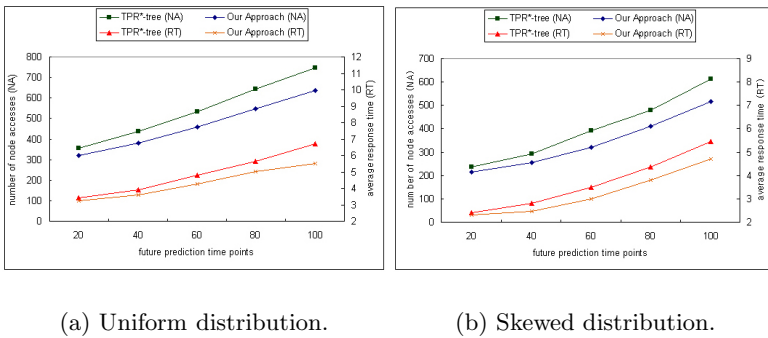 TPR*-tree (NA) Our Approach (NA)
TPR*-tree (RT) Our Approach (RT)
number of node accesses (NA)
800
700
600
500
400
300
200
100
0
12
11
10
9
8
7
6
5
4
3
2
average response time (RT)
20 40 60 80 100
future prediction time points
(a) Uniform distribution.
TPR*-tree (NA) Our Approach (NA)
TPR*-tree (RT) Our Approach (RT)
number of node accesses (NA)
700
600
500
400
300
200
100
0
9
8
7
6
5
4
3
2
average response time (RT)
20 40 60 80 100
future prediction time points
(b) Skewed distribution.